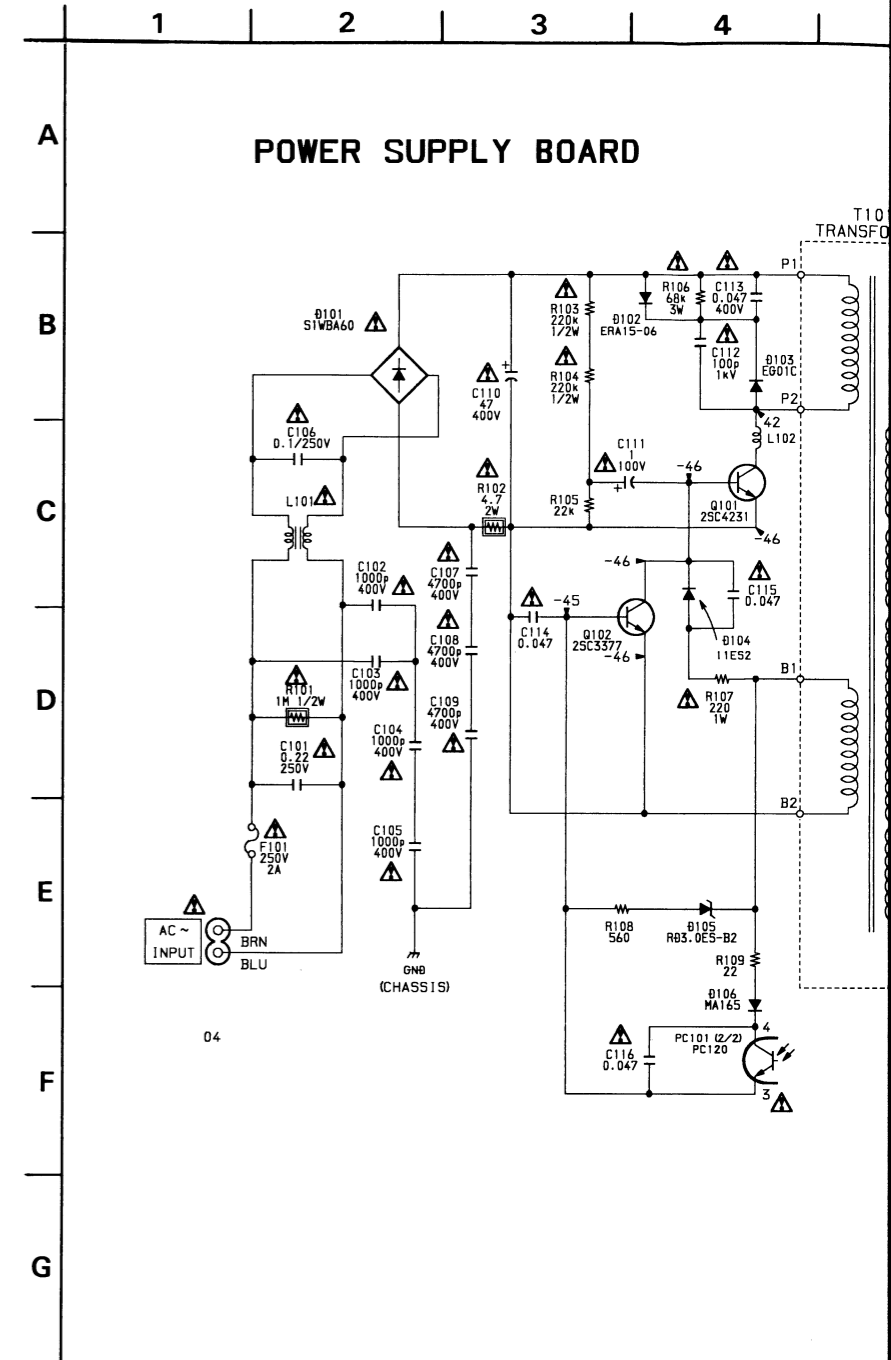 1 2 3 4
A
POWER SUPPLY BOARD
T101
TRANSFO
B
P1
R106
68k
3W
C113
0.047
400V
R103
220k
1/2W
D102
ERA15-06
D101
S1WBA60
C112
100p
1kV
D103
EG01C
R104
220k
1/2W
C110
47
400V
P2
42
L102
C106
0.1/250V
C111
1
100V
-46
C
R102
4.7
2W
L101
R105
22k
Q101
2SC4231
-46
C102
1000p
400V
C107
4700p
400V
-46
C115
0.047
-45
C114
0.047
Q102
2SC3377
-46
D104
11ES2
C108
4700p
400V
C103
1000p
400V
B1
D
R101
1M 1/2W
C109
4700p
400V
R107
220
1W
C104
1000p
400V
C101
0.22
250V
B2
C105
1000p
400V
F101
250V
2A
E
AC ~
INPUT
BRN
BLU
R108
560
D105
RD3.0ES-B2
R109
22
GND
(CHASSIS)
D106
MA165
04
4
PC101 (2/2)
PC120
C116
0.047
F
3
G